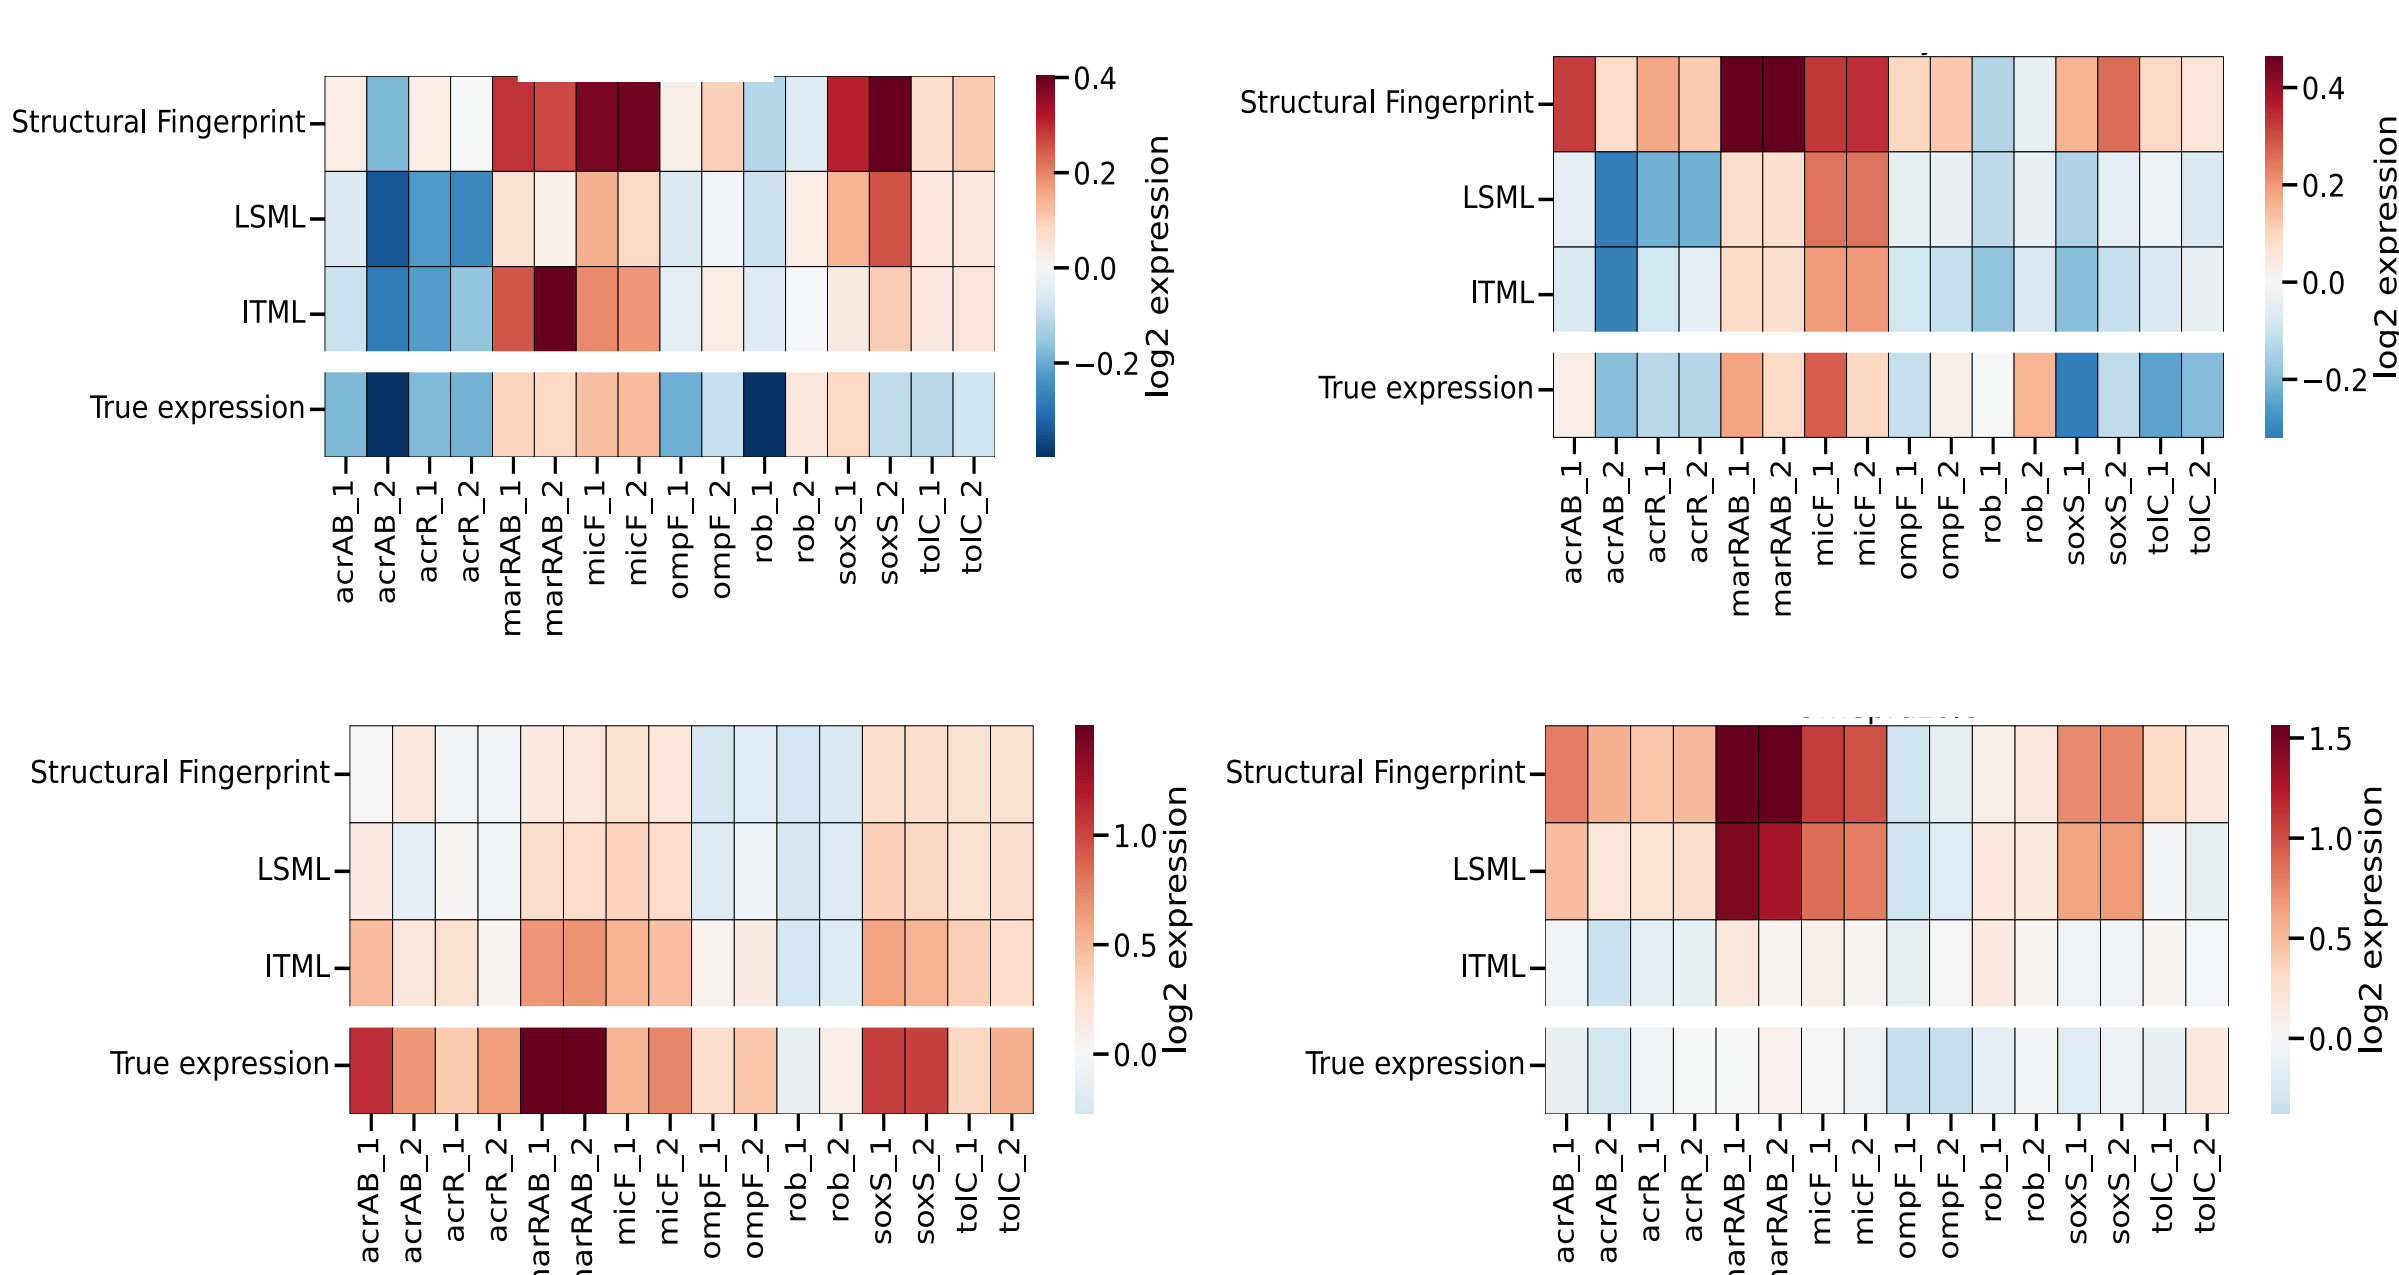 Structural Fingerprint
LSML
ITML
True expression
acrAB_1
acrAB_2
acrR_1
acrR_2
marRAB_1
marRAB_2
micF_1
micF_2
ompF_1
ompF_2
rob_1
rob_2
soxS_1
soxS_2
tolC_1
tolC_2
0.4
0.2
0.0
−0.2
log2 expression
Structural Fingerprint
LSML
ITML
True expression
acrAB_1
acrAB_2
acrR_1
acrR_2
marRAB_1
marRAB_2
micF_1
micF_2
ompF_1
ompF_2
rob_1
rob_2
soxS_1
soxS_2
tolC_1
tolC_2
0.4
0.2
0.0
−0.2
log2 expression
Structural Fingerprint
LSML
ITML
True expression
acrAB_1
acrAB_2
acrR_1
acrR_2
arRAB_1
arRAB_2
micF_1
micF_2
ompF_1
ompF_2
rob_1
rob_2
soxS_1
soxS_2
tolC_1
tolC_2
1.0
0.5
0.0
log2 expression
Structural Fingerprint
LSML
ITML
True expression
acrAB_1
acrAB_2
acrR_1
acrR_2
arRAB_1
arRAB_2
micF_1
micF_2
ompF_1
ompF_2
rob_1
rob_2
soxS_1
soxS_2
tolC_1
tolC_2
1.5
1.0
0.5
0.0
log2 expression